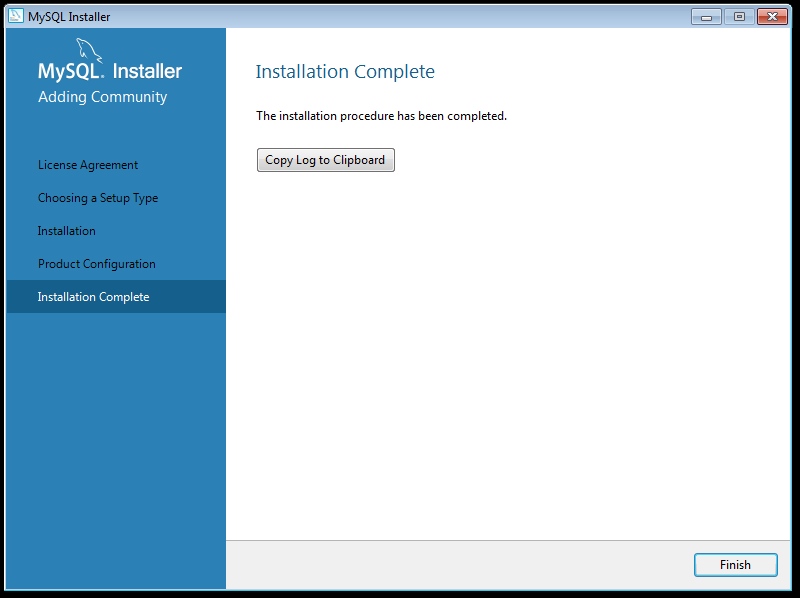 MySQL Installer
MySQL. Installer
Adding Community
License Agreement
Choosing a Setup Type
Installation
Product Configuration
Installation Complete
Installation Complete
The installation procedure has been completed.
Copy Log to Clipboard
Finish